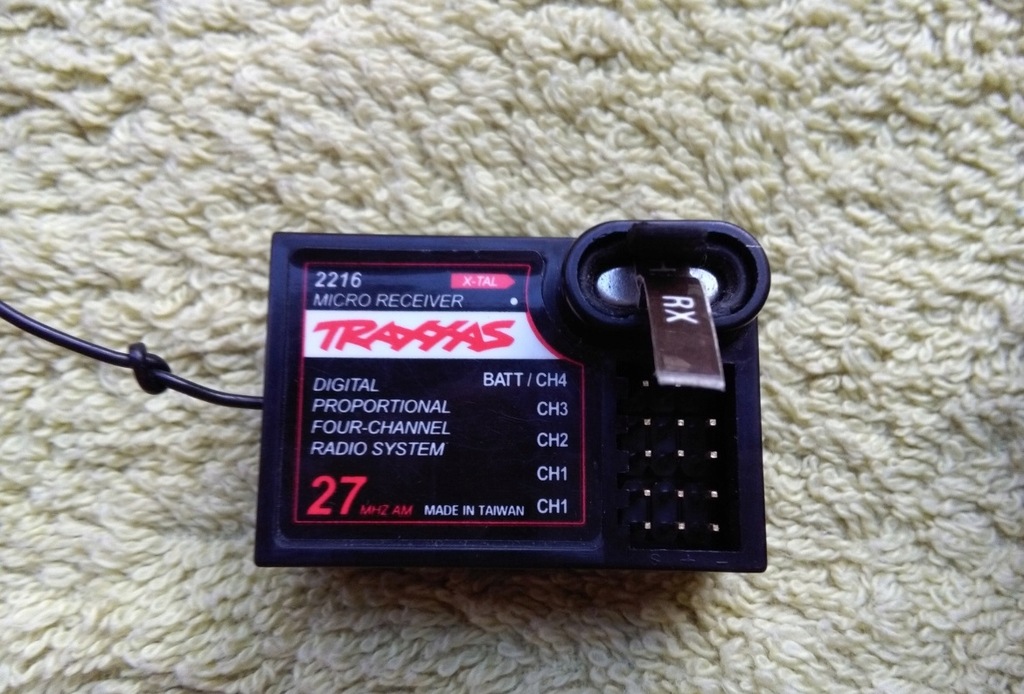 2216
X-TAL
MICRO RECEIVER
TRAXXAS
RX
DIGITAL
PROPORTIONAL
FOUR-CHANNEL
RADIO SYSTEM
BATT / CH4
CH3
CH2
CH1
CH1
27 MHZ AM
MADE IN TAIWAN